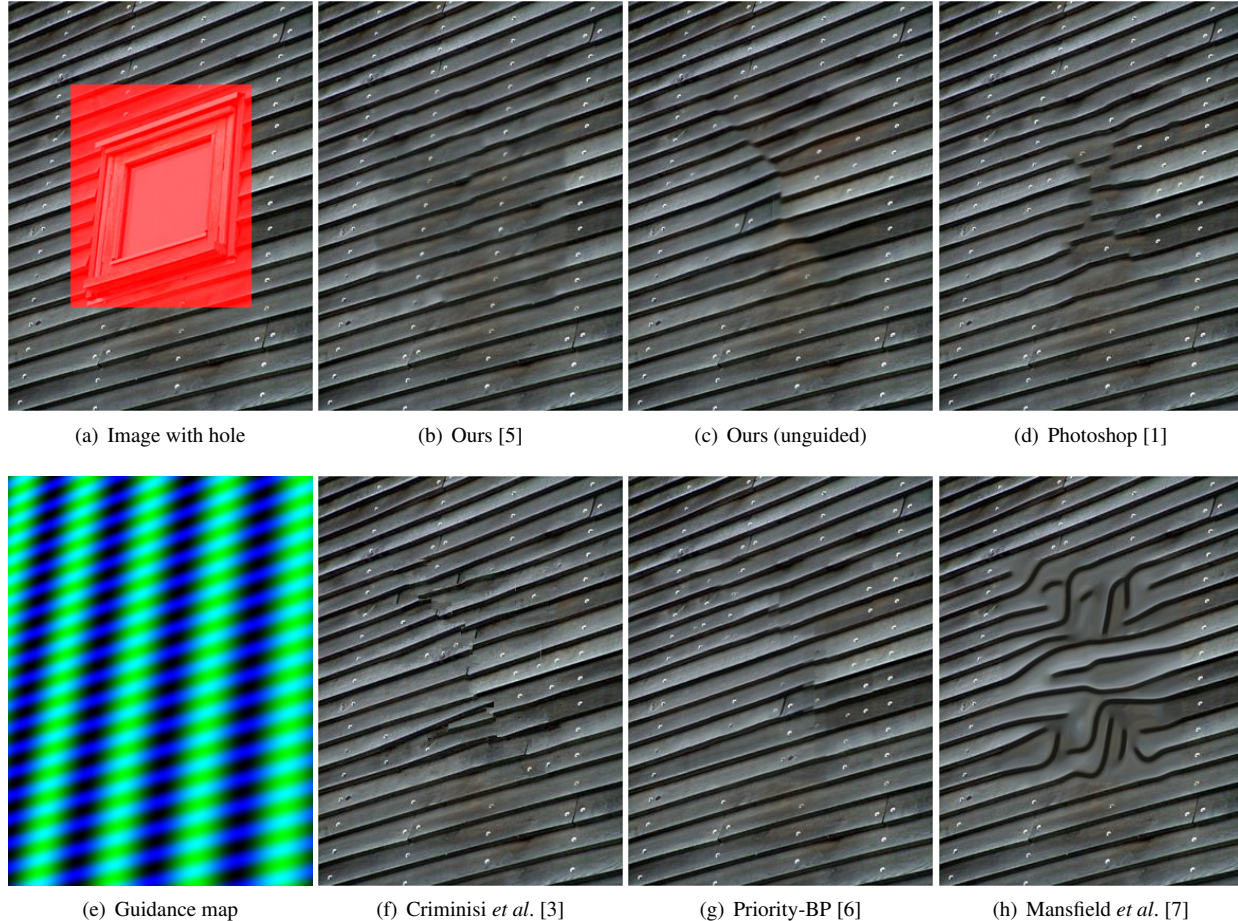 (a) Image with hole
(b) Ours [5]
(c) Ours (unguided)
(d) Photoshop [1]
(e) Guidance map
(f) Criminisi et al. [3]
(g) Priority-BP [6]
(h) Mansfield et al. [7]